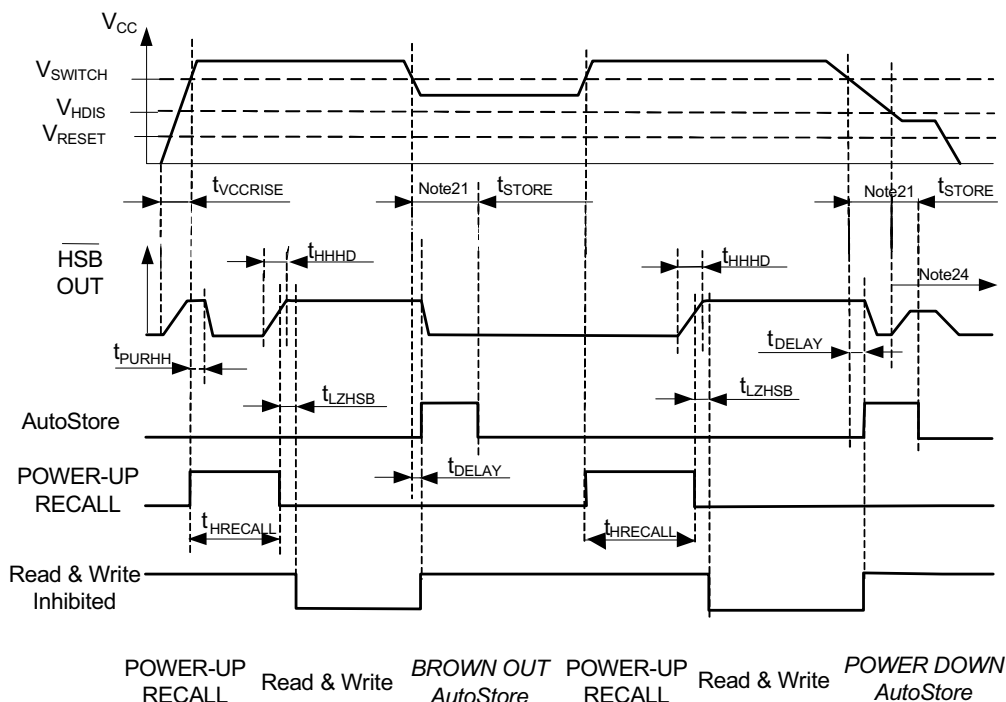 VCC
VSWITCH
VHDIS
VRESET
tVCCRISE
Note21
tSTORE
Note21
tSTORE
HSB
OUT
tHHHD
tHHHD
Note24
tPURHH
tDELAY
tLZHSB
tLZHSB
AutoStore
tDELAY
POWER-UP
RECALL
tHRECALL
tHRECALL
Read & Write
Inhibited
POWER-UP
RECALL
Read & Write
BROWN OUT
AutoStore
POWER-UP
RECALL
Read & Write
POWER DOWN
AutoStore